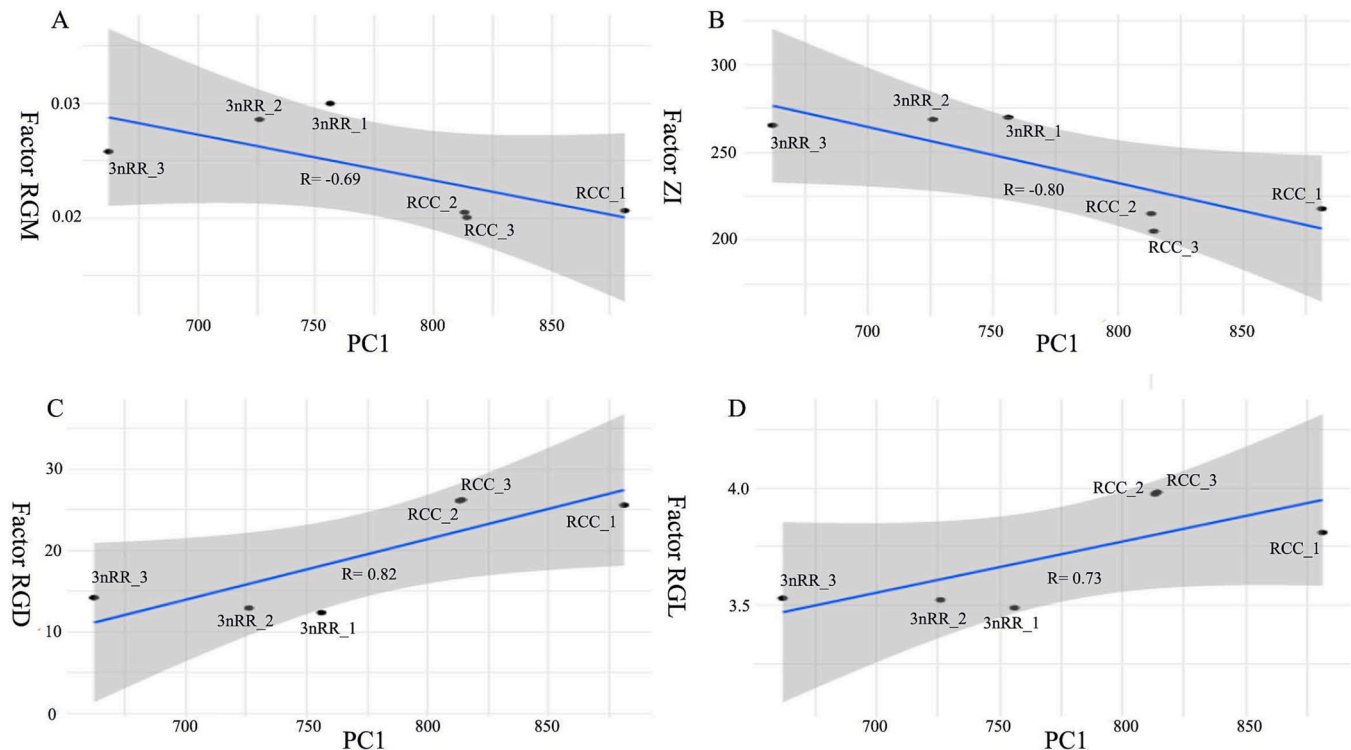 A
Factor RGM
0.03
0.02
3nRR_2
3nRR_1
3nRR_3
R= -0.69
RCC_2
RCC_3
RCC_1
700
750
800
850
PC1
B
Factor ZI
300
250
200
3nRR_2
3nRR_1
3nRR_3
R= -0.80
RCC_2
RCC_3
RCC_1
700
750
800
850
PC1
C
Factor RGD
30
20
10
0
RCC_3
RCC_2
RCC_1
3nRR_3
R= 0.82
3nRR_2
3nRR_1
700
750
800
850
PC1
D
Factor RGL
4.0
3.5
RCC_2
RCC_3
RCC_1
3nRR_3
R= 0.73
3nRR_2
3nRR_1
700
750
800
850
PC1